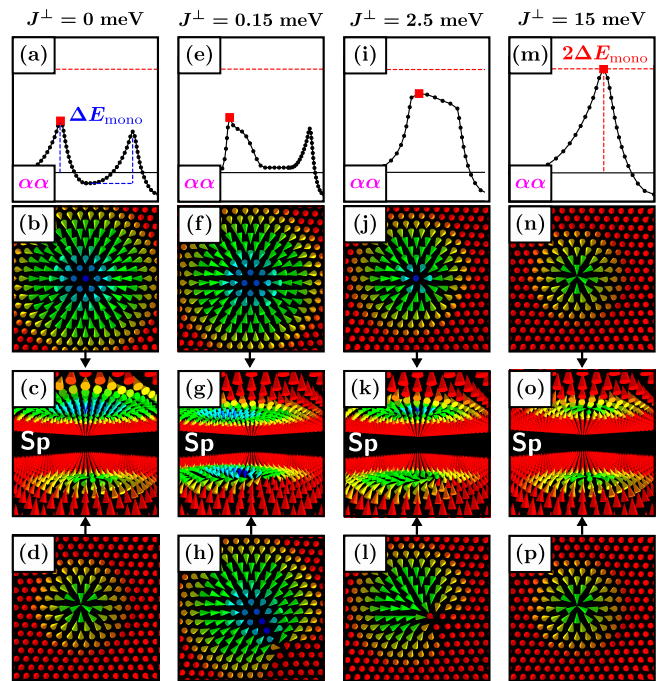 J⊥ = 0 meV J⊥ = 0.15 meV J⊥ = 2.5 meV J⊥ = 15 meV
(a) (e) (i) (m) 2ΔEmono
ΔEmono
αα αα αα αα
(b) (f) (j) (n)
(c) (g) (k) (o)
Sp Sp Sp Sp
(d) (h) (l) (p)